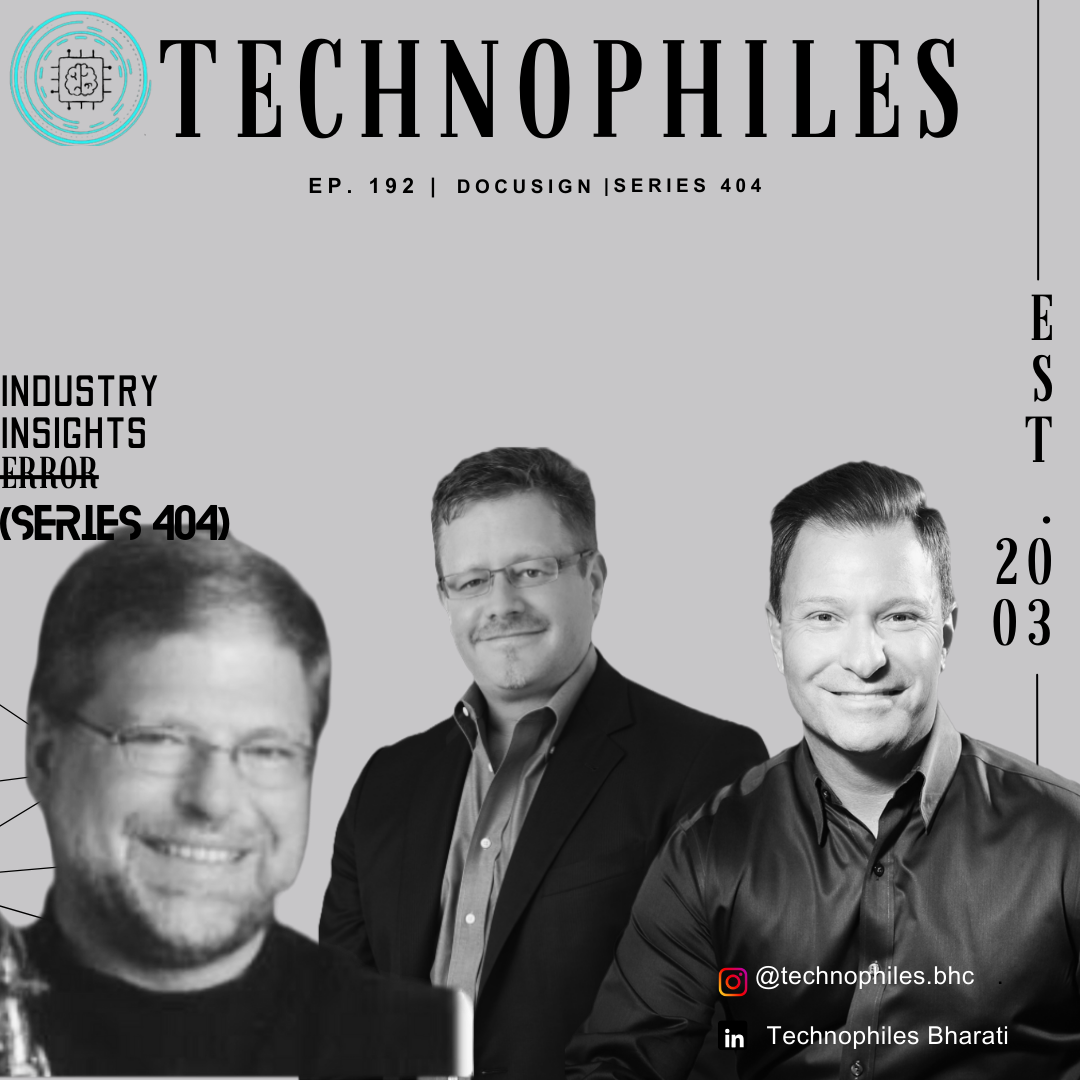 TECHNOPHILES
EP. 192 | DOCUSIGN |SERIES 404
INDUSTRY
INSIGHTS
ERROR
(SERIES 404)
EST.
20
03
@technophiles.bhc
Technophiles Bharati